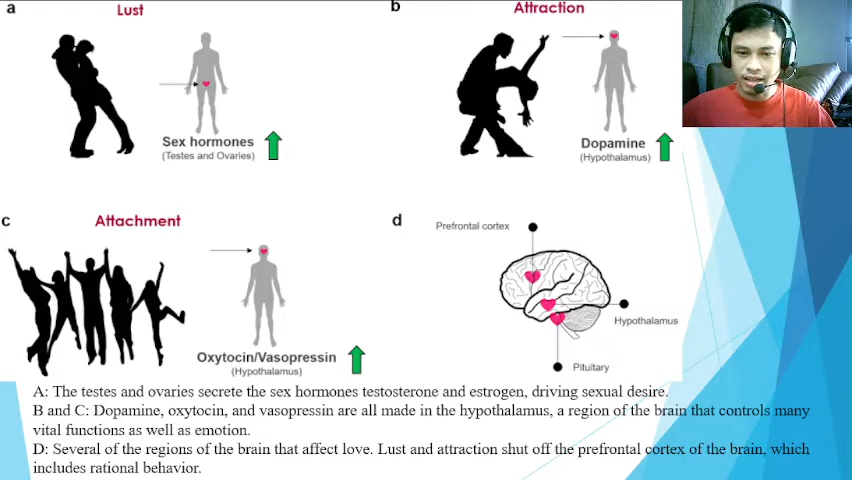 a
Lust
Sex hormones
(Testes and Ovaries)
b
Attraction
Dopamine
(Hypothalamus)
c
Attachment
Oxytocin/Vasopressin
(Hypothalamus)
d
Prefrontal cortex
Hypothalamus
Pituitary
A: The testes and ovaries secrete the sex hormones testosterone and estrogen, driving sexual desire.
B and C: Dopamine, oxytocin, and vasopressin are all made in the hypothalamus, a region of the brain that controls many
vital functions as well as emotion.
D: Several of the regions of the brain that affect love. Lust and attraction shut off the prefrontal cortex of the brain, which
includes rational behavior.